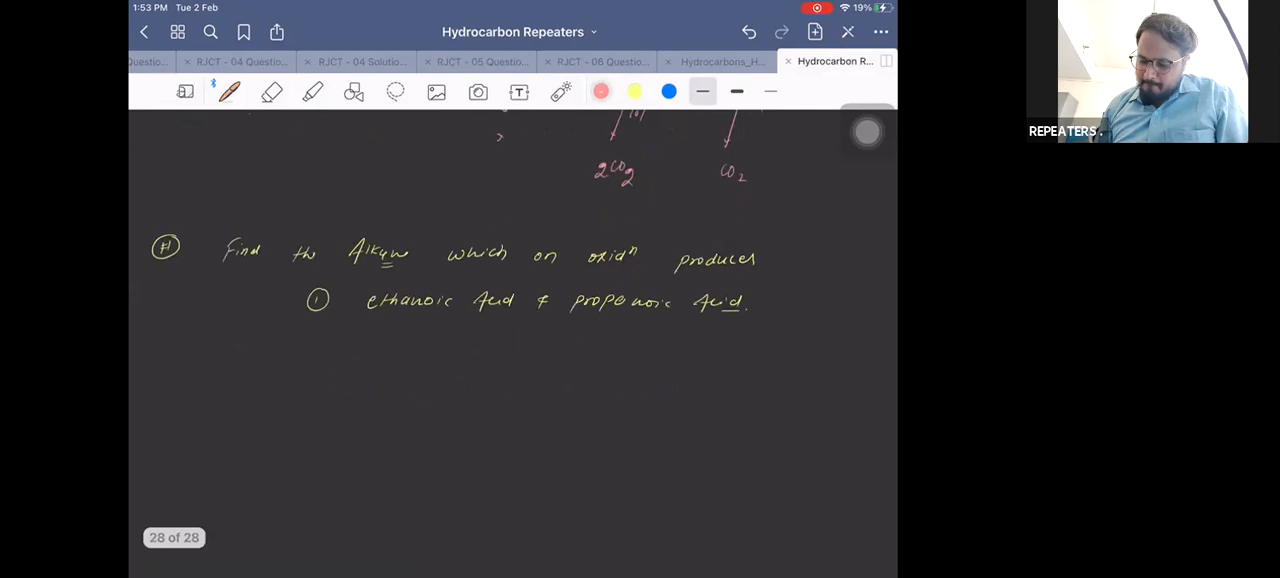 1:53 PM Tue 2 Feb
19%
Hydrocarbon Repeaters
Questio...
RJCT - 04 Questio...
RJCT - 04 Solutio...
RJCT - 05 Questio...
RJCT - 06 Questio...
Hydrocarbons_H...
Hydrocarbon R...
REPEATERS .
2CO2
CO2
(H) Find the Alkyne which on oxidⁿ produces
(1) ethanoic Acid & propanoic Acid.
28 of 28